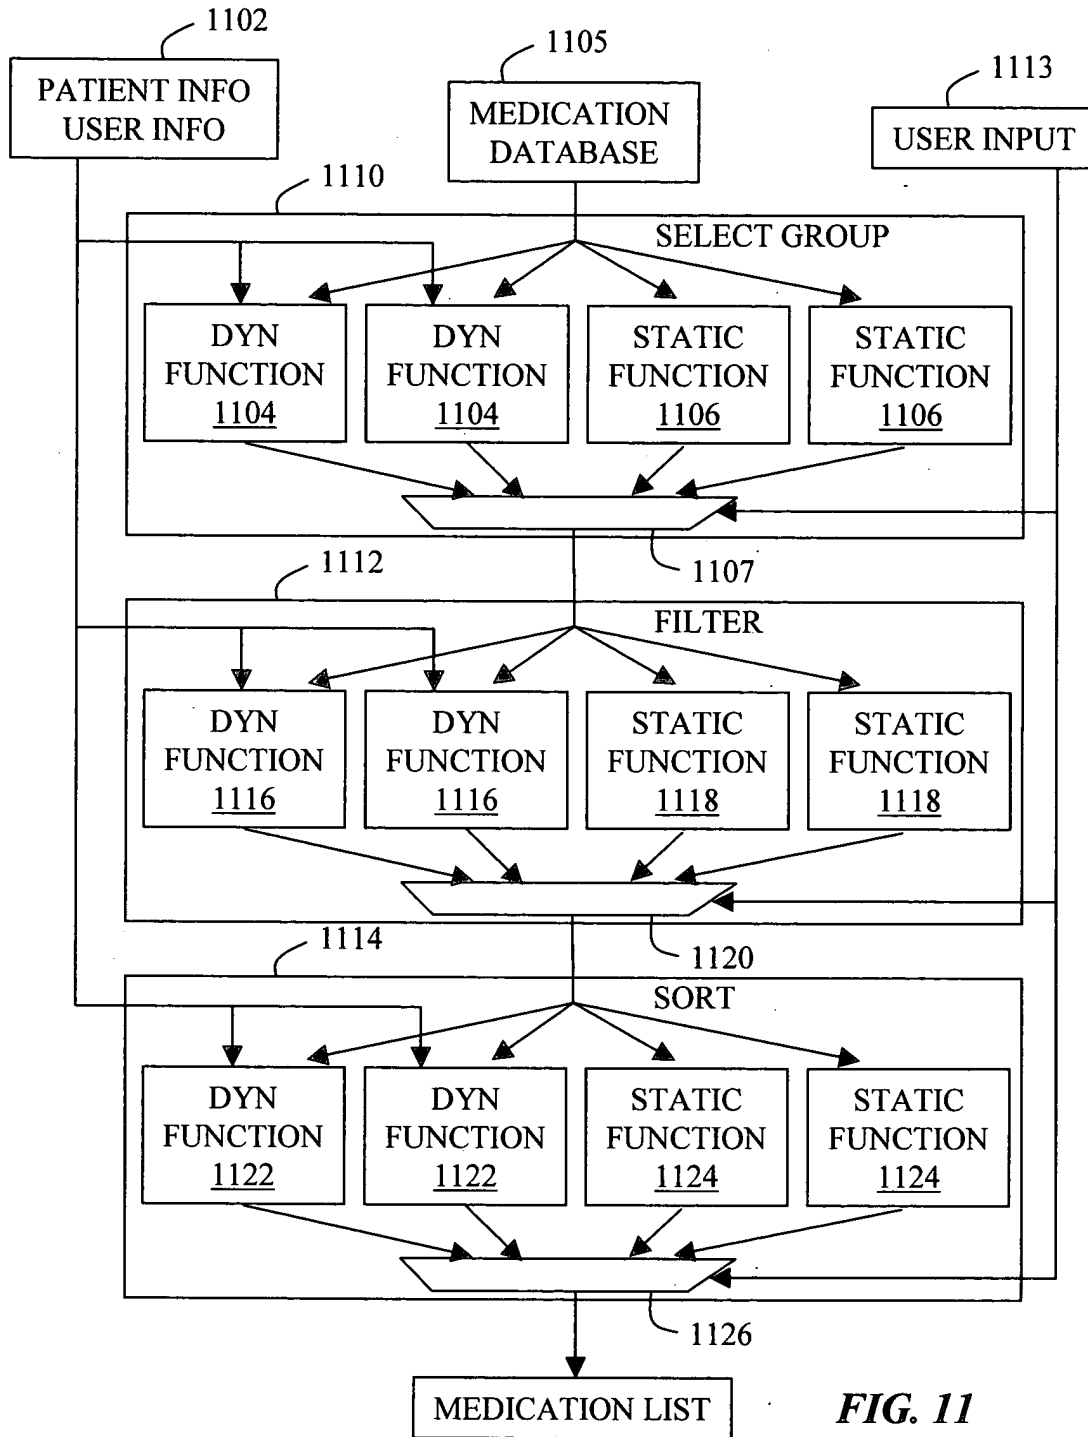 1102
PATIENT INFO
USER INFO
1105
MEDICATION
DATABASE
1113
USER INPUT
1110
SELECT GROUP
DYN
FUNCTION
1104
DYN
FUNCTION
1104
STATIC
FUNCTION
1106
STATIC
FUNCTION
1106
1107
1112
FILTER
DYN
FUNCTION
1116
DYN
FUNCTION
1116
STATIC
FUNCTION
1118
STATIC
FUNCTION
1118
1120
1114
SORT
DYN
FUNCTION
1122
DYN
FUNCTION
1122
STATIC
FUNCTION
1124
STATIC
FUNCTION
1124
1126
MEDICATION LIST
FIG. 11